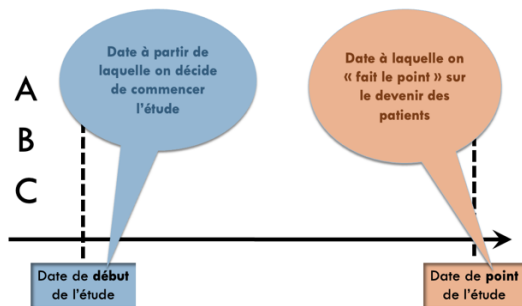 Date à partir de
laquelle on décide
de commencer
l'étude
Date à laquelle on
« fait le point » sur
le devenir des
patients
A
B
C
Date de début
de l'étude
Date de point
de l'étude